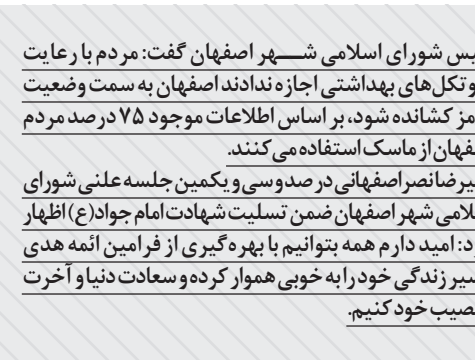 یس شورای اسلامی شـــهر اصفهان گفت: مردم با رعایت
وتکل‌های بهداشتی اجازه ندادند اصفهان به سمت وضعیت
مز کشانده شود، بر اساس اطلاعات موجود ۷۵ درصد مردم
فهان از ماسک استفاده می‌کنند.
یرضا نصراصفهانی در صد و سی و یکمین جلسه علنی شورای
لامی شهر اصفهان ضمن تسلیت شهادت امام جواد(ع) اظهار
د: امید دارم همه بتوانیم با بهره‌گیری از فرامین ائمه هدی
سیر زندگی خود را به خوبی هموار کرده و سعادت دنیا و آخرت
صیب خود کنیم.